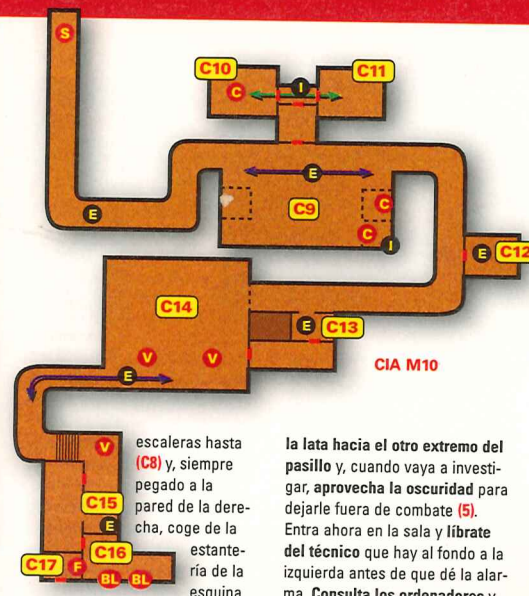 S
C10
C11
C
I
E
E
C9
C
C
I
E
C12
C14
E
C13
V
V
CIA M10
E
V
C15
E
C16
C17
F
BL
BL
escaleras hasta
(C8) y, siempre
pegado a la
pared de la dere-
cha, coge de la
estante-
ría de la
esquina
la lata hacia el otro extremo del
pasillo y, cuando vaya a investi-
gar, aprovecha la oscuridad para
dejarle fuera de combate (5).
Entra ahora en la sala y líbrate
del técnico que hay al fondo a la
izquierda antes de que dé la alar-
ma. Consulta los ordenadores y